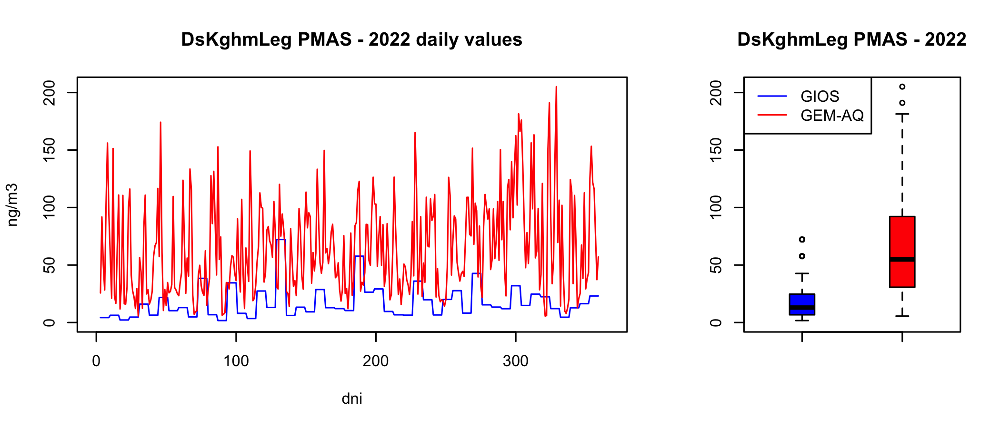 DsKghmLeg PMAS - 2022 daily values
ng/m3
200
150
100
50
0
0 100 200 300
dni
DsKghmLeg PMAS - 2022
200
150
100
50
0
GIOS
GEM-AQ